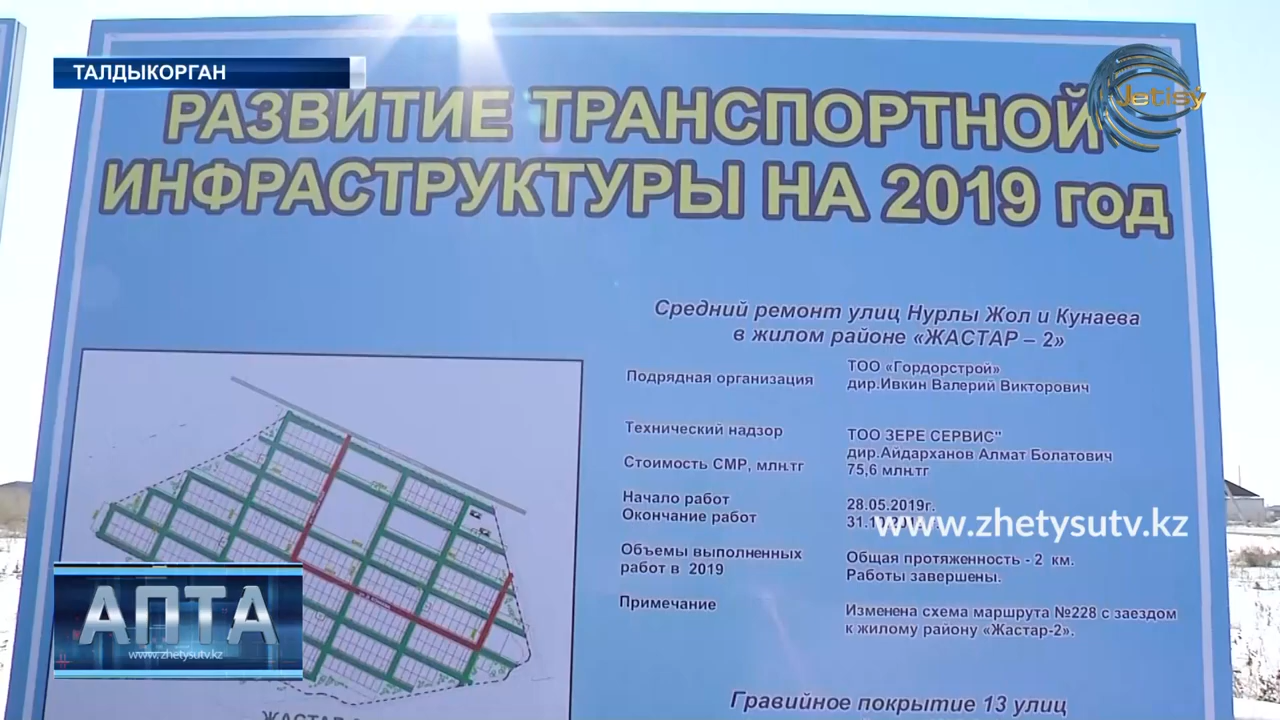 ТАЛДЫКОРГАН
Jetisý
РАЗВИТИЕ ТРАНСПОРТНОЙ
ИНФРАСТРУКТУРЫ НА 2019 год
Средний ремонт улиц Нурлы Жол и Кунаева
в жилом районе «ЖАСТАР – 2»
Подрядная организация
ТОО «Гордорстрой»
дир.Ивкин Валерий Викторович
Технический надзор
ТОО ЗЕРЕ СЕРВИС"
дир.Айдарханов Алмат Болатович
Стоимость СМР, млн.тг
75,6 млн.тг
Начало работ
28.05.2019г.
Окончание работ
www.zhetysutv.kz
Объемы выполненных
работ в 2019
Общая протяженность - 2 км.
Работы завершены.
Примечание
Изменена схема маршрута №228 с заездом
к жилому району «Жастар-2».
Гравийное покрытие 13 улиц
АПТА
www.zhetysutv.kz
ЖАСТАР